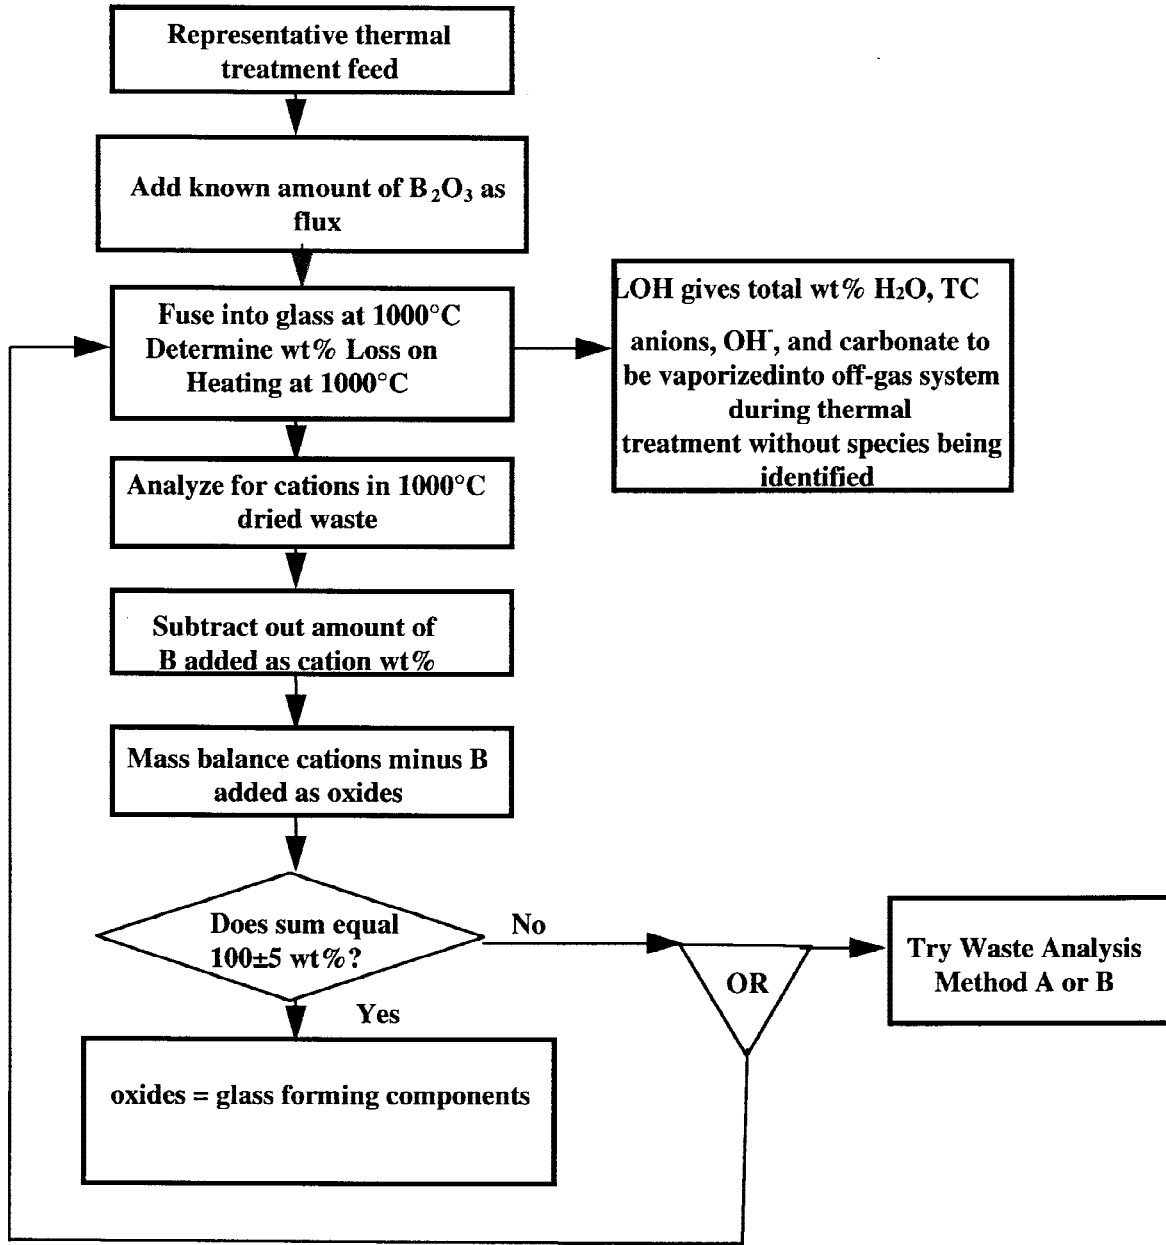 Representative thermal
treatment feed
Add known amount of B₂O₃ as
flux
Fuse into glass at 1000°C
Determine wt% Loss on
Heating at 1000°C
LOH gives total wt% H₂O, TC
anions, OH⁻, and carbonate to
be vaporizedinto off-gas system
during thermal
treatment without species being
identified
Analyze for cations in 1000°C
dried waste
Subtract out amount of
B added as cation wt%
Mass balance cations minus B
added as oxides
Does sum equal
100±5 wt%?
No
OR
Try Waste Analysis
Method A or B
Yes
oxides = glass forming components